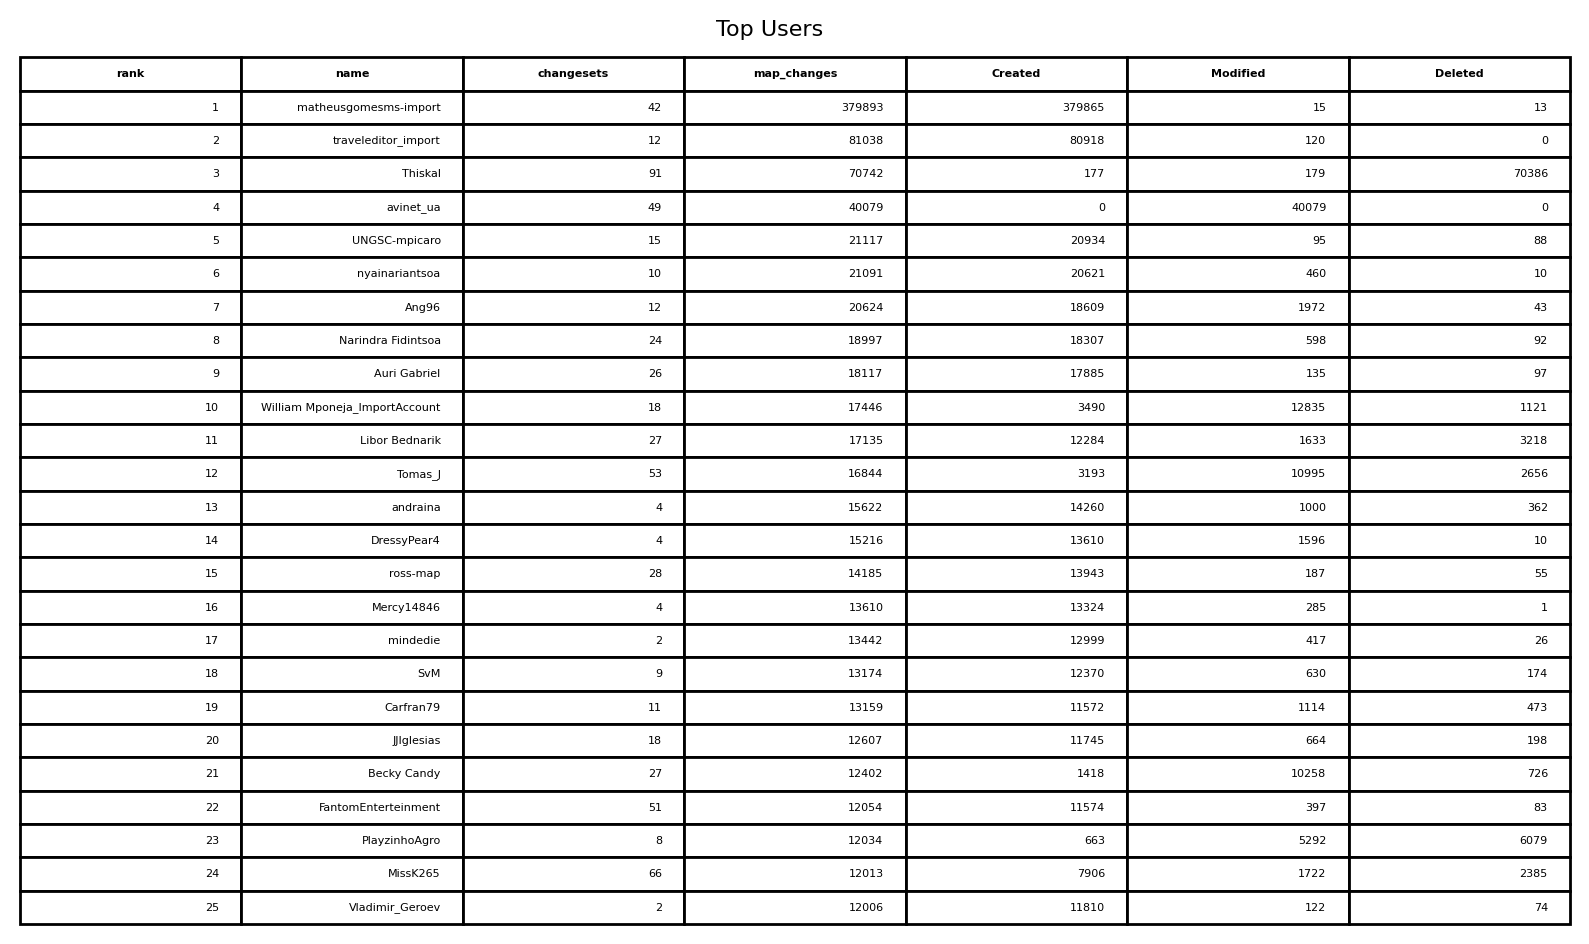 Top Users
rank name changesets map_changes Created Modified Deleted
1 matheusgomesms-import 42 379893 379865 15 13
2 traveleditor_import 12 81038 80918 120 0
3 Thiskal 91 70742 177 179 70386
4 avinet_ua 49 40079 0 40079 0
5 UNGSC-mpicaro 15 21117 20934 95 88
6 nyainariantsoa 10 21091 20621 460 10
7 Ang96 12 20624 18609 1972 43
8 Narindra Fidintsoa 24 18997 18307 598 92
9 Auri Gabriel 26 18117 17885 135 97
10 William Mponeja_ImportAccount 18 17446 3490 12835 1121
11 Libor Bednarik 27 17135 12284 1633 3218
12 Tomas_J 53 16844 3193 10995 2656
13 andraina 4 15622 14260 1000 362
14 DressyPear4 4 15216 13610 1596 10
15 ross-map 28 14185 13943 187 55
16 Mercy14846 4 13610 13324 285 1
17 mindedie 2 13442 12999 417 26
18 SvM 9 13174 12370 630 174
19 Carfran79 11 13159 11572 1114 473
20 JJIglesias 18 12607 11745 664 198
21 Becky Candy 27 12402 1418 10258 726
22 FantomEnterteinment 51 12054 11574 397 83
23 PlayzinhoAgro 8 12034 663 5292 6079
24 MissK265 66 12013 7906 1722 2385
25 Vladimir_Geroev 2 12006 11810 122 74